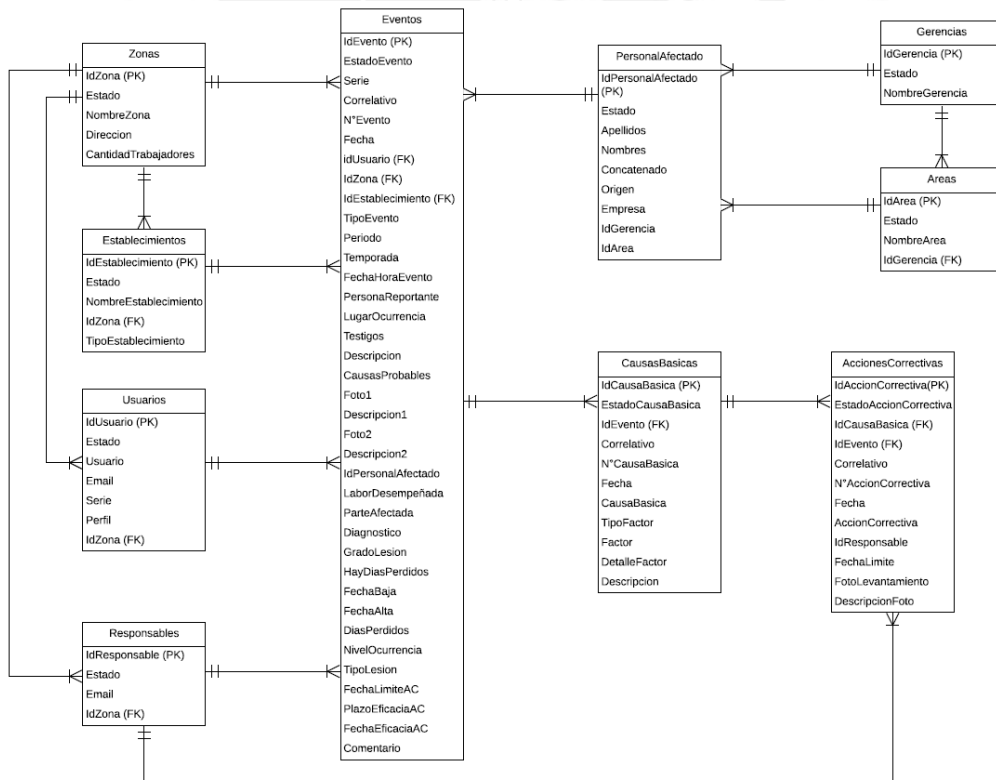 Zonas
IdZona (PK)
Estado
NombreZona
Direccion
CantidadTrabajadores
Establecimientos
IdEstablecimiento (PK)
Estado
NombreEstablecimiento
IdZona (FK)
TipoEstablecimiento
Usuarios
IdUsuario (PK)
Estado
Usuario
Email
Serie
Perfil
IdZona (FK)
Responsables
IdResponsable (PK)
Estado
Email
IdZona (FK)
Eventos
IdEvento (PK)
EstadoEvento
Serie
Correlativo
N°Evento
Fecha
idUsuario (FK)
IdZona (FK)
IdEstablecimiento (FK)
TipoEvento
Periodo
Temporada
FechaHoraEvento
PersonaReportante
LugarOcurrencia
Testigos
Descripcion
CausasProbables
Foto1
Descripcion1
Foto2
Descripcion2
IdPersonalAfectado
LaborDesempeñada
ParteAfectada
Diagnostico
GradoLesion
HayDiasPerdidos
FechaBaja
FechaAlta
DiasPerdidos
NivelOcurrencia
TipoLesion
FechaLimiteAC
PlazoEficaciaAC
FechaEficaciaAC
Comentario
PersonalAfectado
IdPersonalAfectado
(PK)
Estado
Apellidos
Nombres
Concatenado
Origen
Empresa
IdGerencia
IdArea
Gerencias
IdGerencia (PK)
Estado
NombreGerencia
Areas
IdArea (PK)
Estado
NombreArea
IdGerencia (FK)
CausasBasicas
IdCausaBasica (PK)
EstadoCausaBasica
IdEvento (FK)
Correlativo
N°CausaBasica
Fecha
CausaBasica
TipoFactor
Factor
DetalleFactor
Descripcion
AccionesCorrectivas
IdAccionCorrectiva(PK)
EstadoAccionCorrectiva
IdCausaBasica (FK)
IdEvento (FK)
Correlativo
N°AccionCorrectiva
Fecha
AccionCorrectiva
IdResponsable
FechaLimite
FotoLevantamiento
DescripcionFoto